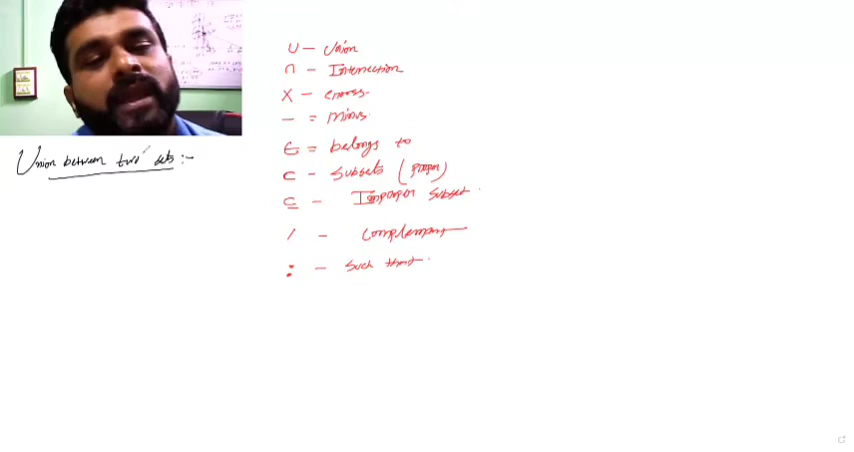 Union between two sets :-
∪ - Union
∩ - Intersection
X - cross
- = minus
∈ = belongs to
⊂ - Subsets (proper)
⊆ - Improper Subset
/ - Complement
: - Such that